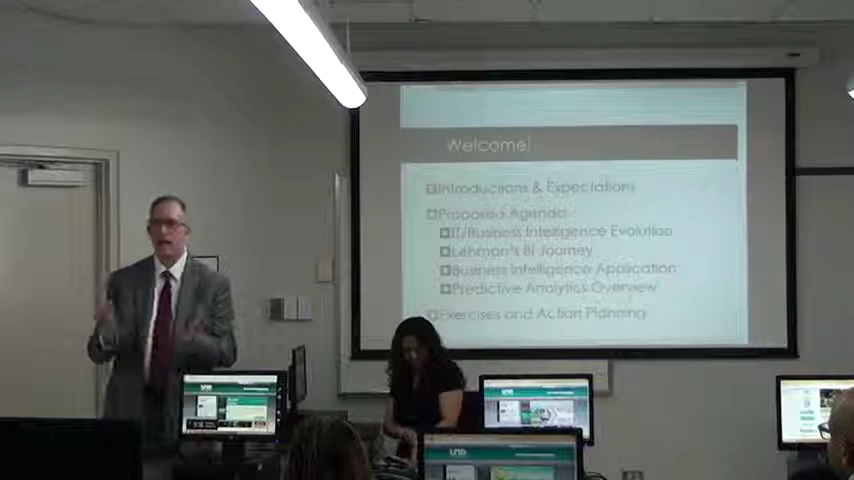 Welcome!
Introductions & Expectations
Proposed Agenda
IT/Business Intelligence Evolution
Lehman's BI Journey
Business Intelligence Application
Predictive Analytics Overview
Exercises and Action Planning